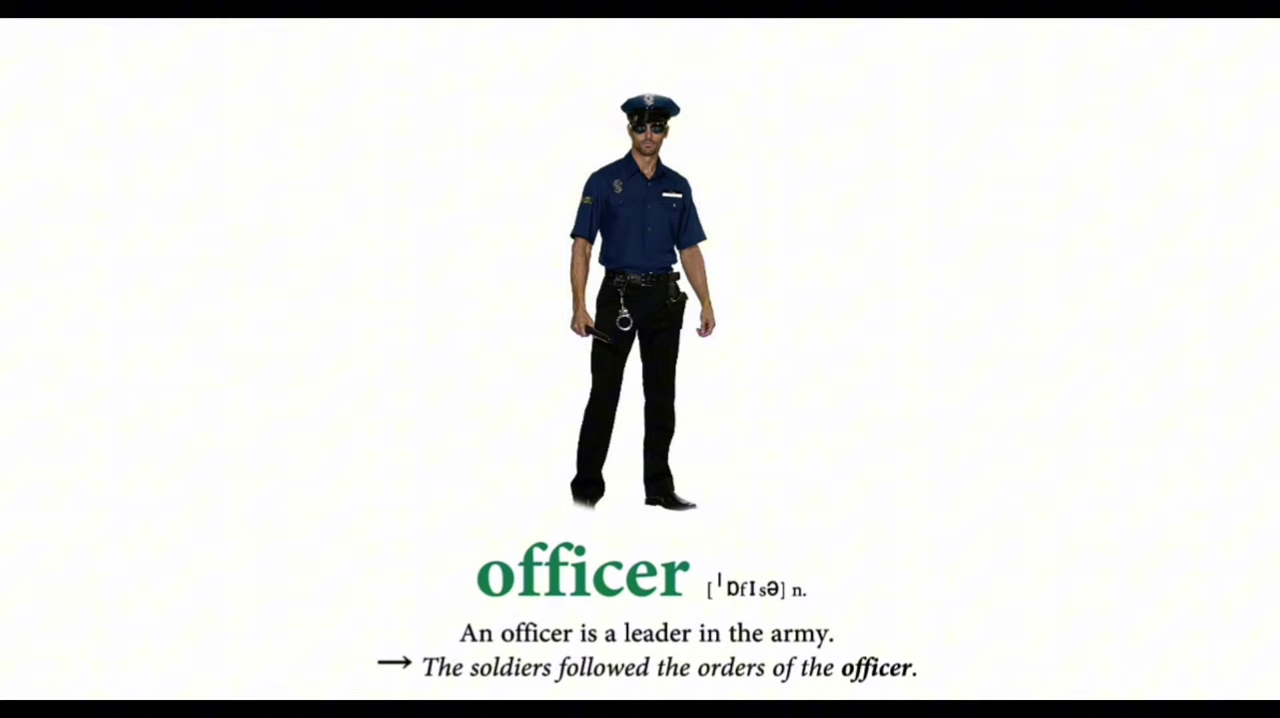 officer [ˈɒfɪsə] n.
An officer is a leader in the army.
→ The soldiers followed the orders of the officer.